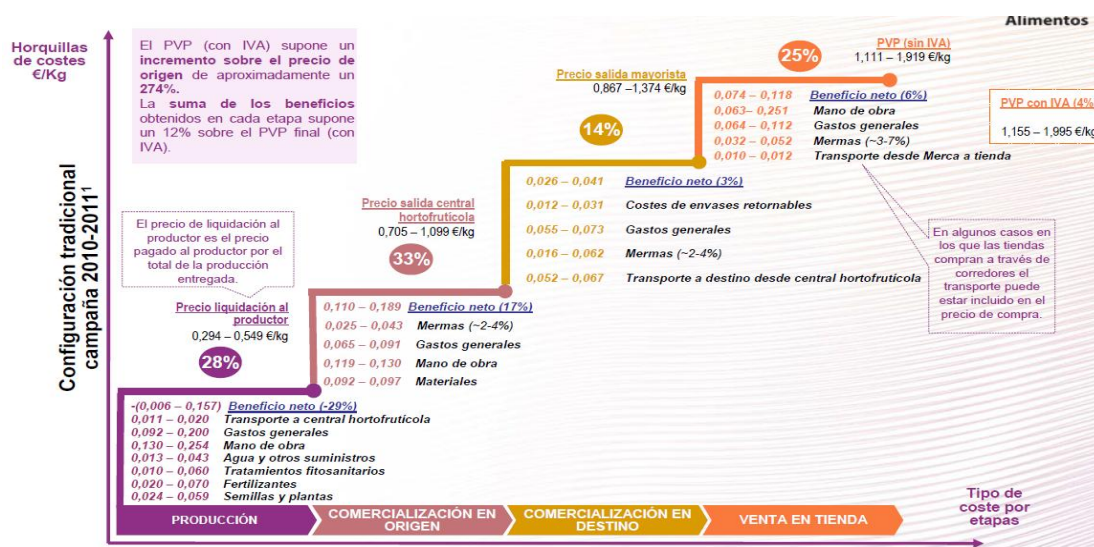 Alimentos
Horquillas
de costes
€/Kg
El PVP (con IVA) supone un
incremento sobre el precio de
origen de aproximadamente un
274%.
La suma de los beneficios
obtenidos en cada etapa supone
un 12% sobre el PVP final (con
IVA).
Configuración tradicional
campaña 2010-2011¹
El precio de liquidación al
productor es el precio
pagado al productor por el
total de la producción
entregada.
Precio liquidación al
productor
0,294 – 0,549 €/kg
28%
-(0,006 – 0,157) Beneficio neto (-29%)
0,011 – 0,020 Transporte a central hortofrutícola
0,092 – 0,200 Gastos generales
0,130 – 0,254 Mano de obra
0,013 – 0,043 Agua y otros suministros
0,010 – 0,060 Tratamientos fitosanitarios
0,020 – 0,070 Fertilizantes
0,024 – 0,059 Semillas y plantas
Precio salida central
hortofrutícola
0,705 – 1,099 €/kg
33%
0,110 – 0,189 Beneficio neto (17%)
0,025 – 0,043 Mermas (~2-4%)
0,065 – 0,091 Gastos generales
0,119 – 0,130 Mano de obra
0,092 – 0,097 Materiales
Precio salida mayorista
0,867 –1,374 €/kg
14%
0,026 – 0,041 Beneficio neto (3%)
0,012 – 0,031 Costes de envases retornables
0,055 – 0,073 Gastos generales
0,016 – 0,062 Mermas (~2-4%)
0,052 – 0,067 Transporte a destino desde central hortofrutícola
PVP (sin IVA)
1,111 – 1,919 €/kg
25%
0,074 – 0,118 Beneficio neto (6%)
0,063– 0,251 Mano de obra
0,064 – 0,112 Gastos generales
0,032 – 0,052 Mermas (~3-7%)
0,010 – 0,012 Transporte desde Merca a tienda
PVP con IVA (4%
1,155 – 1,995 €/kg
En algunos casos en
los que las tiendas
compran a través de
corredores el
transporte puede
estar incluido en el
precio de compra.
PRODUCCIÓN
COMERCIALIZACIÓN EN
ORIGEN
COMERCIALIZACIÓN EN
DESTINO
VENTA EN TIENDA
Tipo de
coste por
etapas